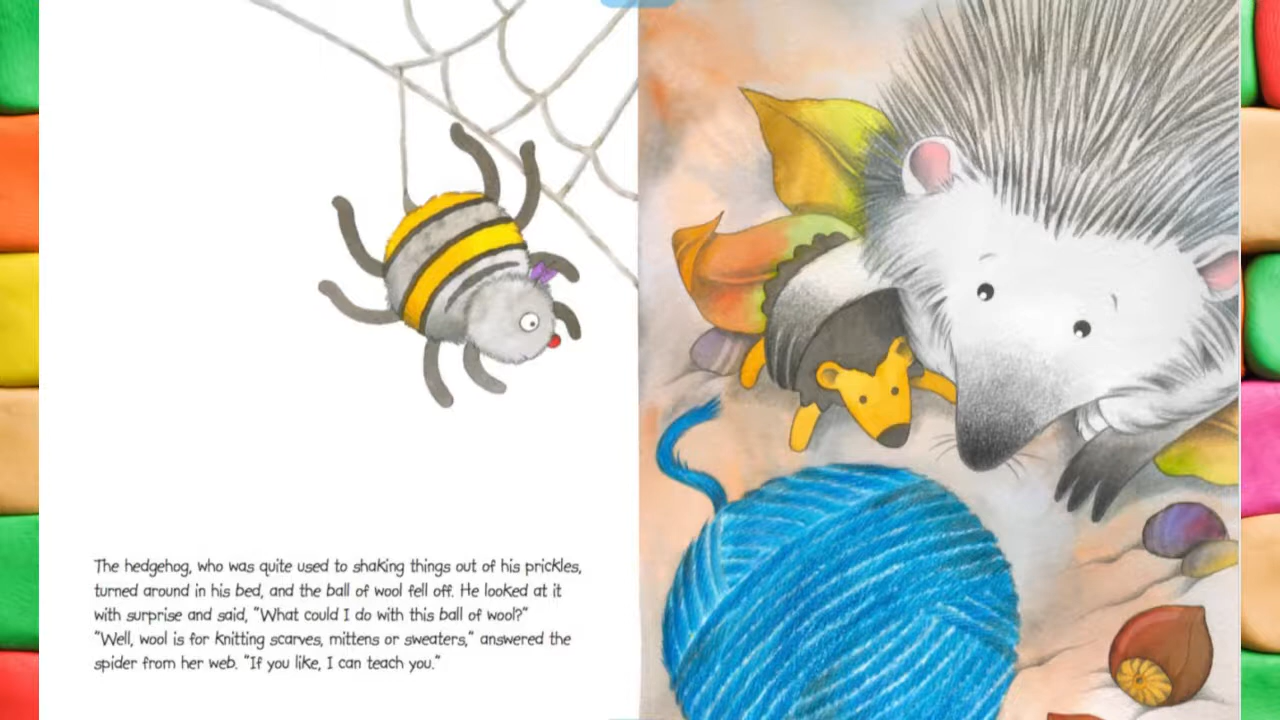 The hedgehog, who was quite used to shaking things out of his prickles,
turned around in his bed, and the ball of wool fell off. He looked at it
with surprise and said, "What could I do with this ball of wool?"
"Well, wool is for knitting scarves, mittens or sweaters," answered the
spider from her web. "If you like, I can teach you."